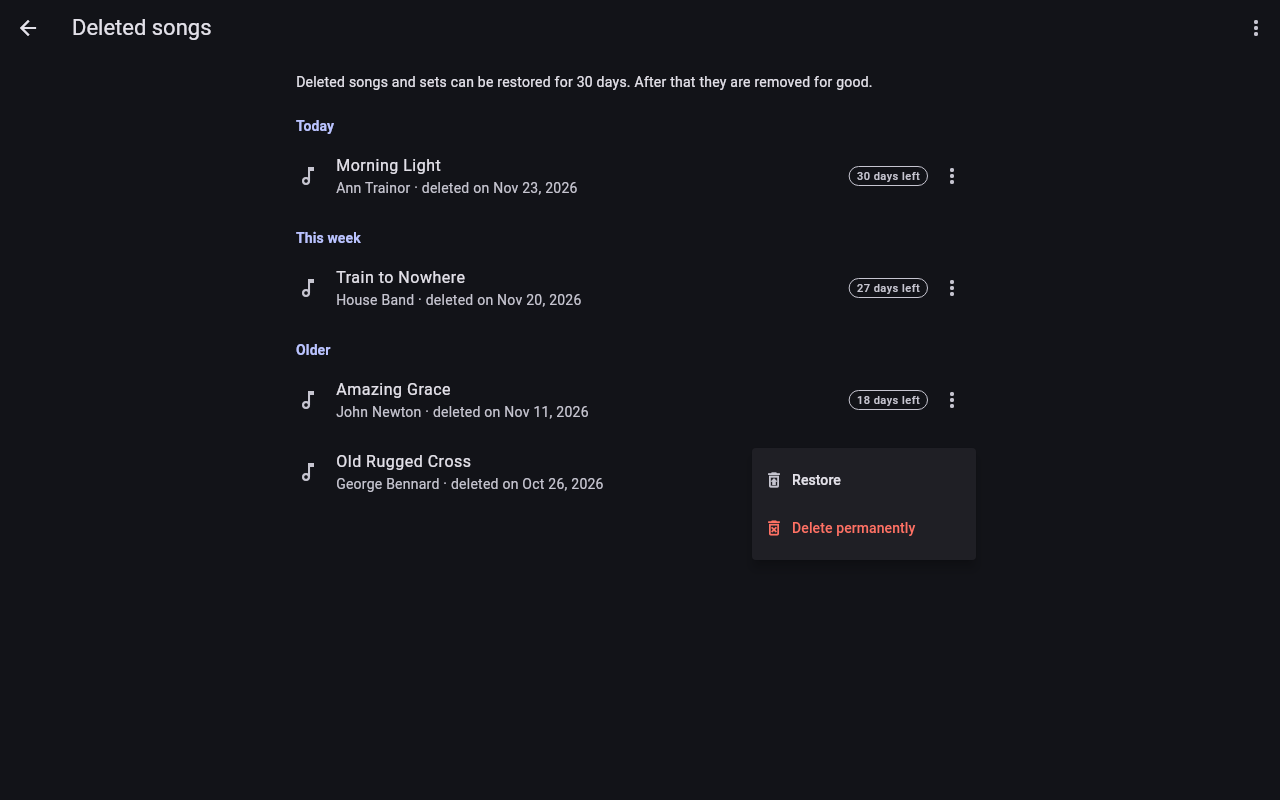 Deleted songs
Deleted songs and sets can be restored for 30 days. After that they are removed for good.
Today
Morning Light
Ann Trainor · deleted on Nov 23, 2026
30 days left
This week
Train to Nowhere
House Band · deleted on Nov 20, 2026
27 days left
Older
Amazing Grace
John Newton · deleted on Nov 11, 2026
18 days left
Old Rugged Cross
George Bennard · deleted on Oct 26, 2026
Restore
Delete permanently